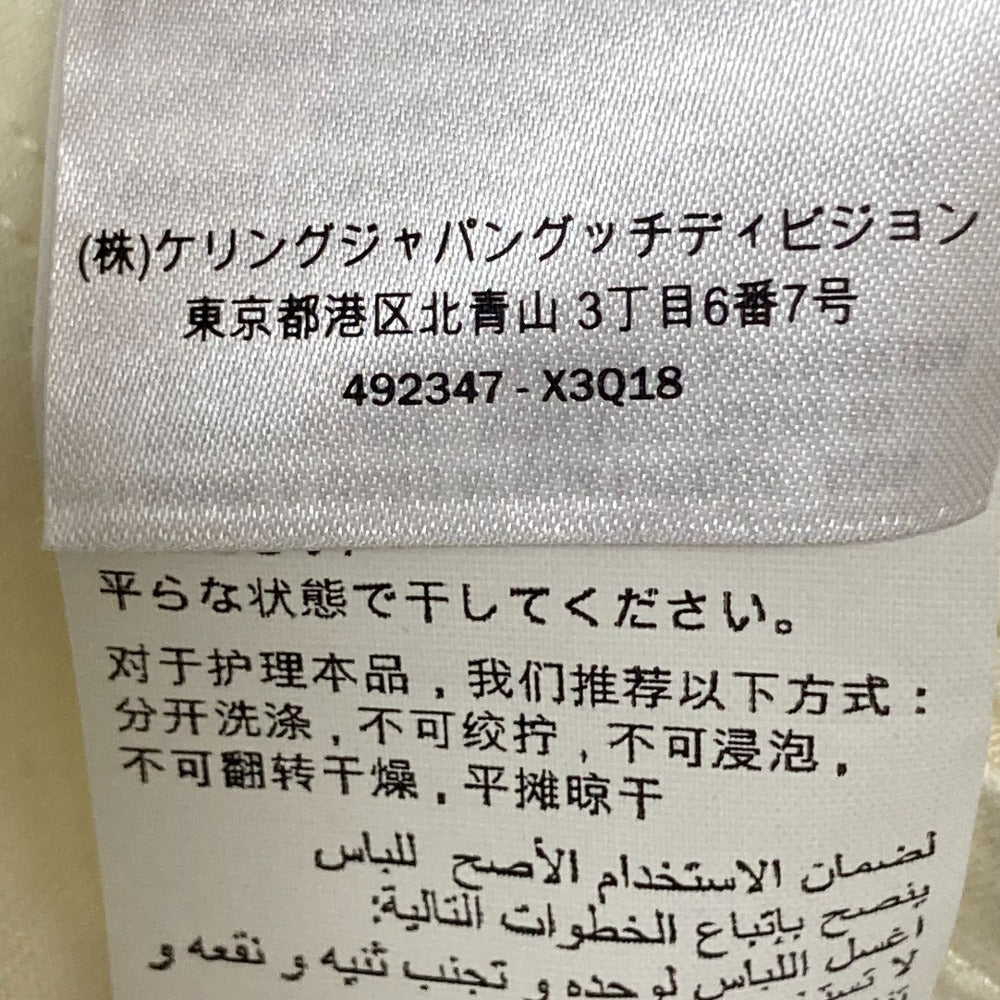 (株)ケリングジャパングッチディビジョン
東京都港区北青山 3丁目6番7号
492347 - X3Q18
平らな状態で干してください。
对于护理本品，我们推荐以下方式：
分开洗涤，不可绞拧，不可浸泡，
不可翻转干燥，平摊晾干
لضمان الاستخدام الأصح للباس
ينصح بإتباع الخطوات التالية:
اغسل اللباس لوحده و تجنب ثنيه و نقعه و